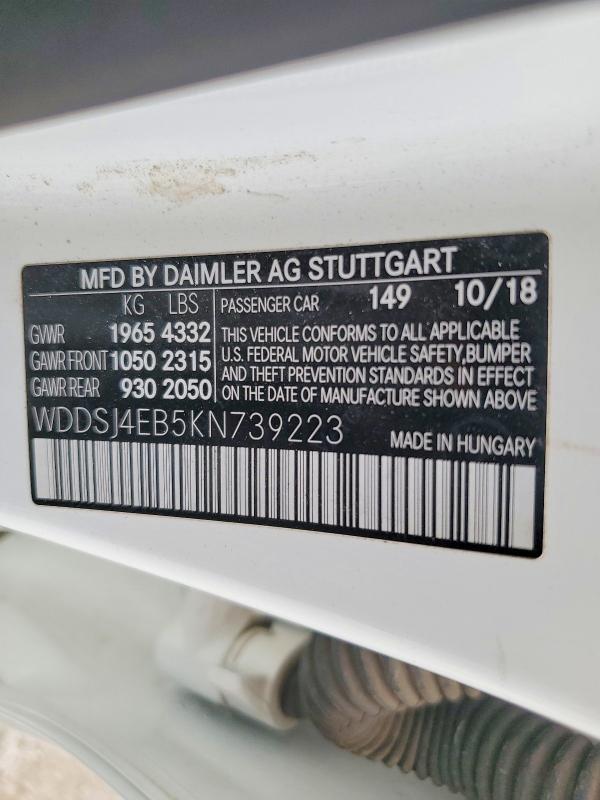 MFD BY DAIMLER AG STUTTGART
KG LBS
GVWR 1965 4332
GAWR FRONT 1050 2315
GAWR REAR 930 2050
PASSENGER CAR 149 10/18
THIS VEHICLE CONFORMS TO ALL APPLICABLE
U.S. FEDERAL MOTOR VEHICLE SAFETY,BUMPER
AND THEFT PREVENTION STANDARDS IN EFFECT
ON THE DATE OF MANUFACTURE SHOWN ABOVE
WDDSJ4EB5KN739223
MADE IN HUNGARY